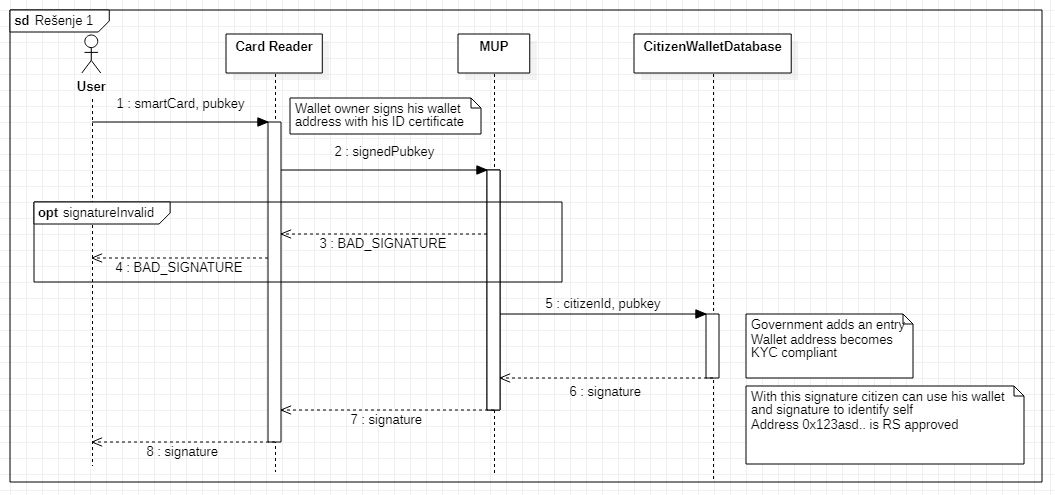 sd Rešenje 1
User
Card Reader
MUP
CitizenWalletDatabase
1 : smartCard, pubkey
Wallet owner signs his wallet
address with his ID certificate
2 : signedPubkey
opt signatureInvalid
3 : BAD_SIGNATURE
4 : BAD_SIGNATURE
5 : citizenId, pubkey
Government adds an entry
Wallet address becomes
KYC compliant
6 : signature
With this signature citizen can use his wallet
and signature to identify self
Address 0x123asd.. is RS approved
7 : signature
8 : signature